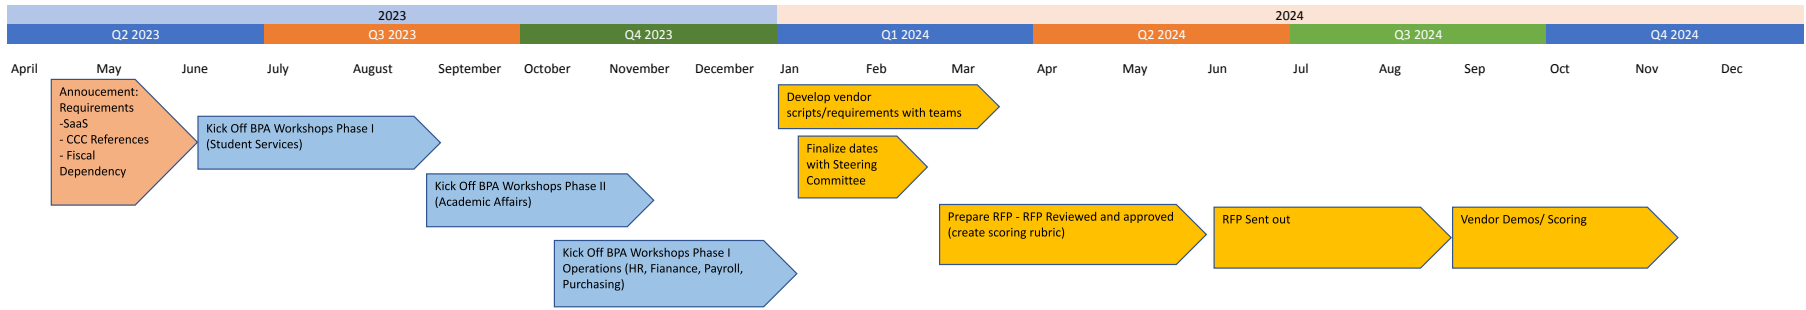 2023
2024
Q2 2023
Q3 2023
Q4 2023
Q1 2024
Q2 2024
Q3 2024
Q4 2024
April
May
June
July
August
September
October
November
December
Jan
Feb
Mar
Apr
May
Jun
Jul
Aug
Sep
Oct
Nov
Dec
Annoucement:
Requirements
-SaaS
- CCC References
- Fiscal
Dependency
Kick Off BPA Workshops Phase I
(Student Services)
Kick Off BPA Workshops Phase II
(Academic Affairs)
Kick Off BPA Workshops Phase I
Operations (HR, Fianance, Payroll,
Purchasing)
Develop vendor
scripts/requirements with teams
Finalize dates
with Steering
Committee
Prepare RFP - RFP Reviewed and approved
(create scoring rubric)
RFP Sent out
Vendor Demos/ Scoring